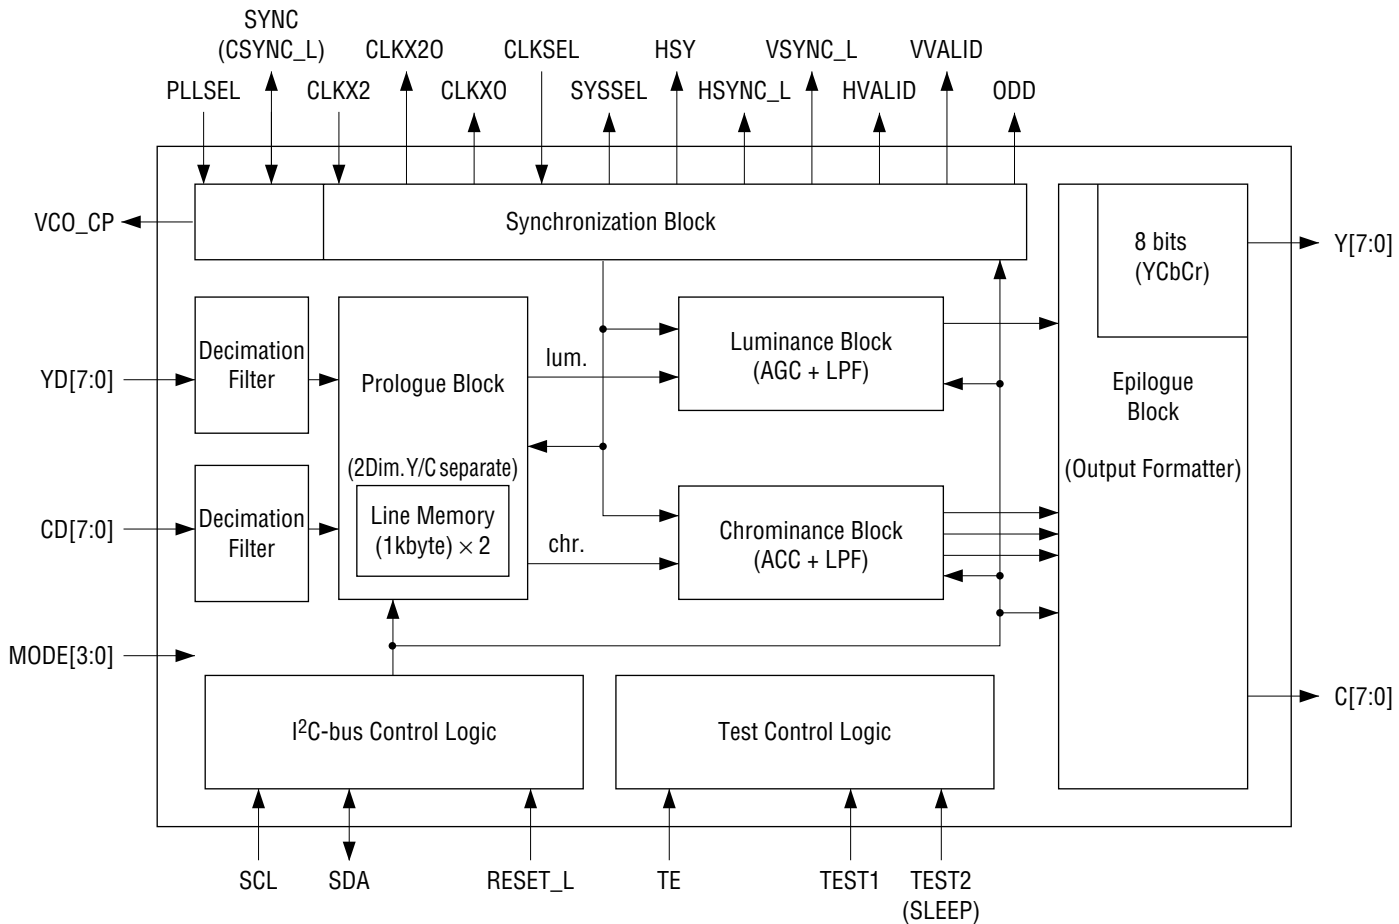 SYNC
(CSYNC_L)
CLKX2O
CLKSEL
HSY
VSYNC_L
VVALID
PLLSEL
CLKX2
CLKXO
SYSSEL
HSYNC_L
HVALID
ODD
VCO_CP
Synchronization Block
8 bits
(YCbCr)
Y[7:0]
Decimation
Filter
YD[7:0]
Prologue Block
(2Dim. Y/C separate)
Line Memory
(1kbyte) × 2
lum.
chr.
Luminance Block
(AGC + LPF)
Epilogue
Block
(Output Formatter)
CD[7:0]
Decimation
Filter
Chrominance Block
(ACC + LPF)
MODE[3:0]
I²C-bus Control Logic
Test Control Logic
C[7:0]
SCL
SDA
RESET_L
TE
TEST1
TEST2
(SLEEP)